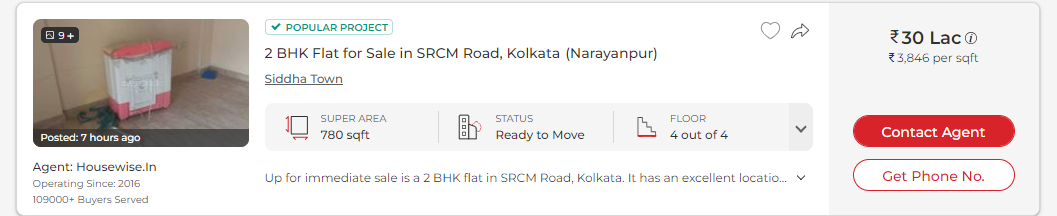 9 +
Posted: 7 hours ago
Agent: Housewise.In
Operating Since: 2016
109000+ Buyers Served
POPULAR PROJECT
2 BHK Flat for Sale in SRCM Road, Kolkata (Narayanpur)
Siddha Town
SUPER AREA
780 sqft
STATUS
Ready to Move
FLOOR
4 out of 4
Up for immediate sale is a 2 BHK flat in SRCM Road, Kolkata. It has an excellent locatio...
₹30 Lac
₹3,846 per sqft
Contact Agent
Get Phone No.